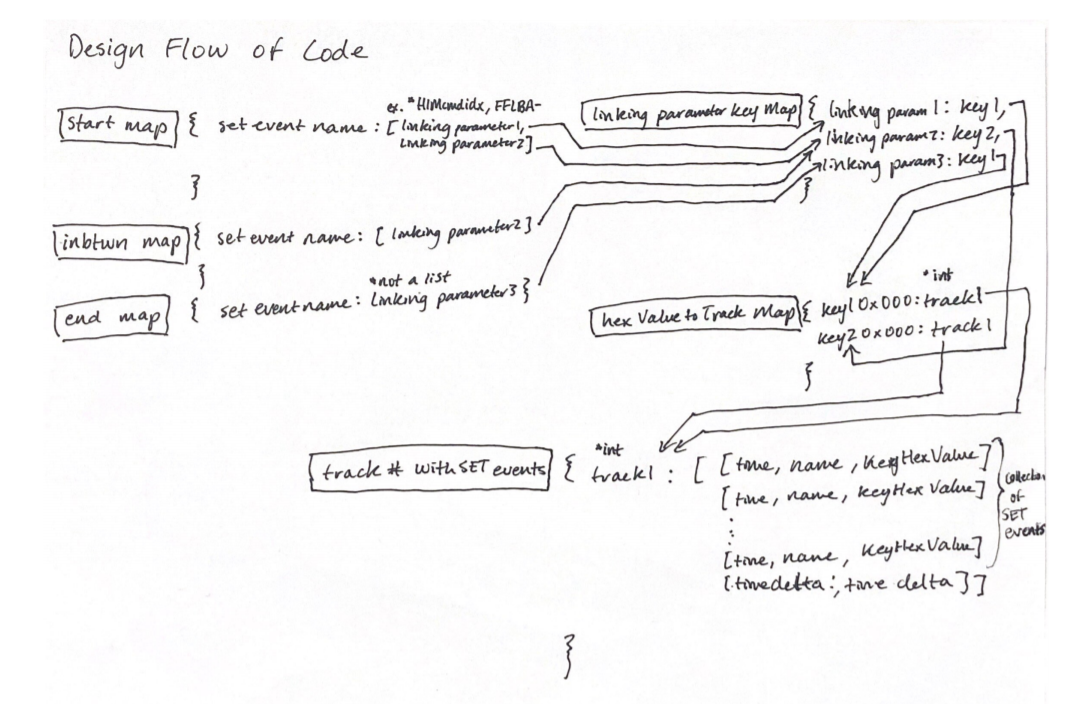 Design Flow of Code
ex. *HIMcmdidx, FFLBA-
start map { set event name : [ linking parameter1,
linking parameter2]
}
inbtwn map { set event name: [ linking parameter2]
}
*not a list
end map { set event name: Linking parameter3 }
linking parameter key Map { linking param 1: key1,
linking param2: key2,
linking param3: key1
}
*int
hex Value to Track Map { key1 0x000: track1
key2 0x000: track1
}
*int
track # with SET events { track1 : [ [time, name, KeyHexValue]
[time, name, KeyHex Value]
⋮
[time, name, KeyHexValue]
[timedelta:, time delta]]
collection
of
SET
events
}